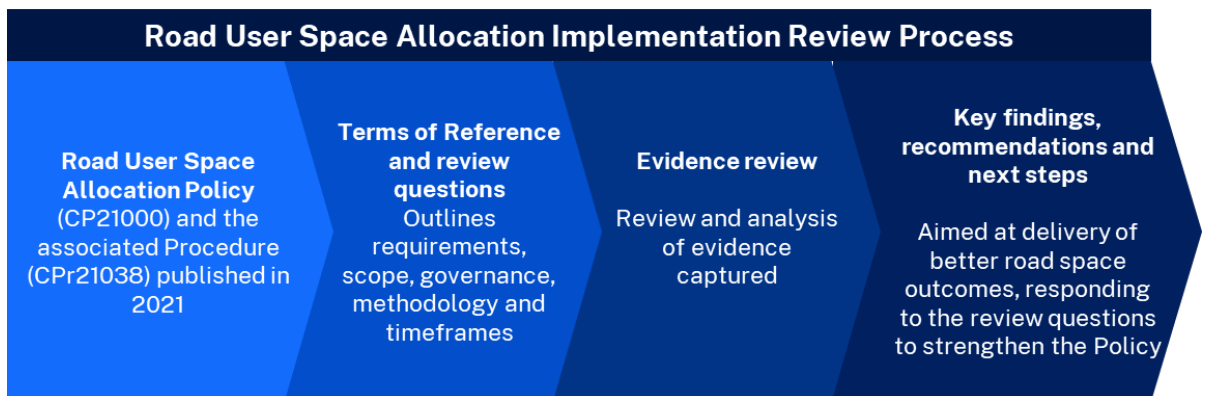 Road User Space Allocation Implementation Review Process
Road User Space
Allocation Policy
(CP21000) and the
associated Procedure
(CPr21038) published in
2021
Terms of Reference
and review
questions
Outlines
requirements,
scope, governance,
methodology and
timeframes
Evidence review
Review and analysis
of evidence
captured
Key findings,
recommendations and
next steps
Aimed at delivery of
better road space
outcomes, responding
to the review questions
to strengthen the Policy